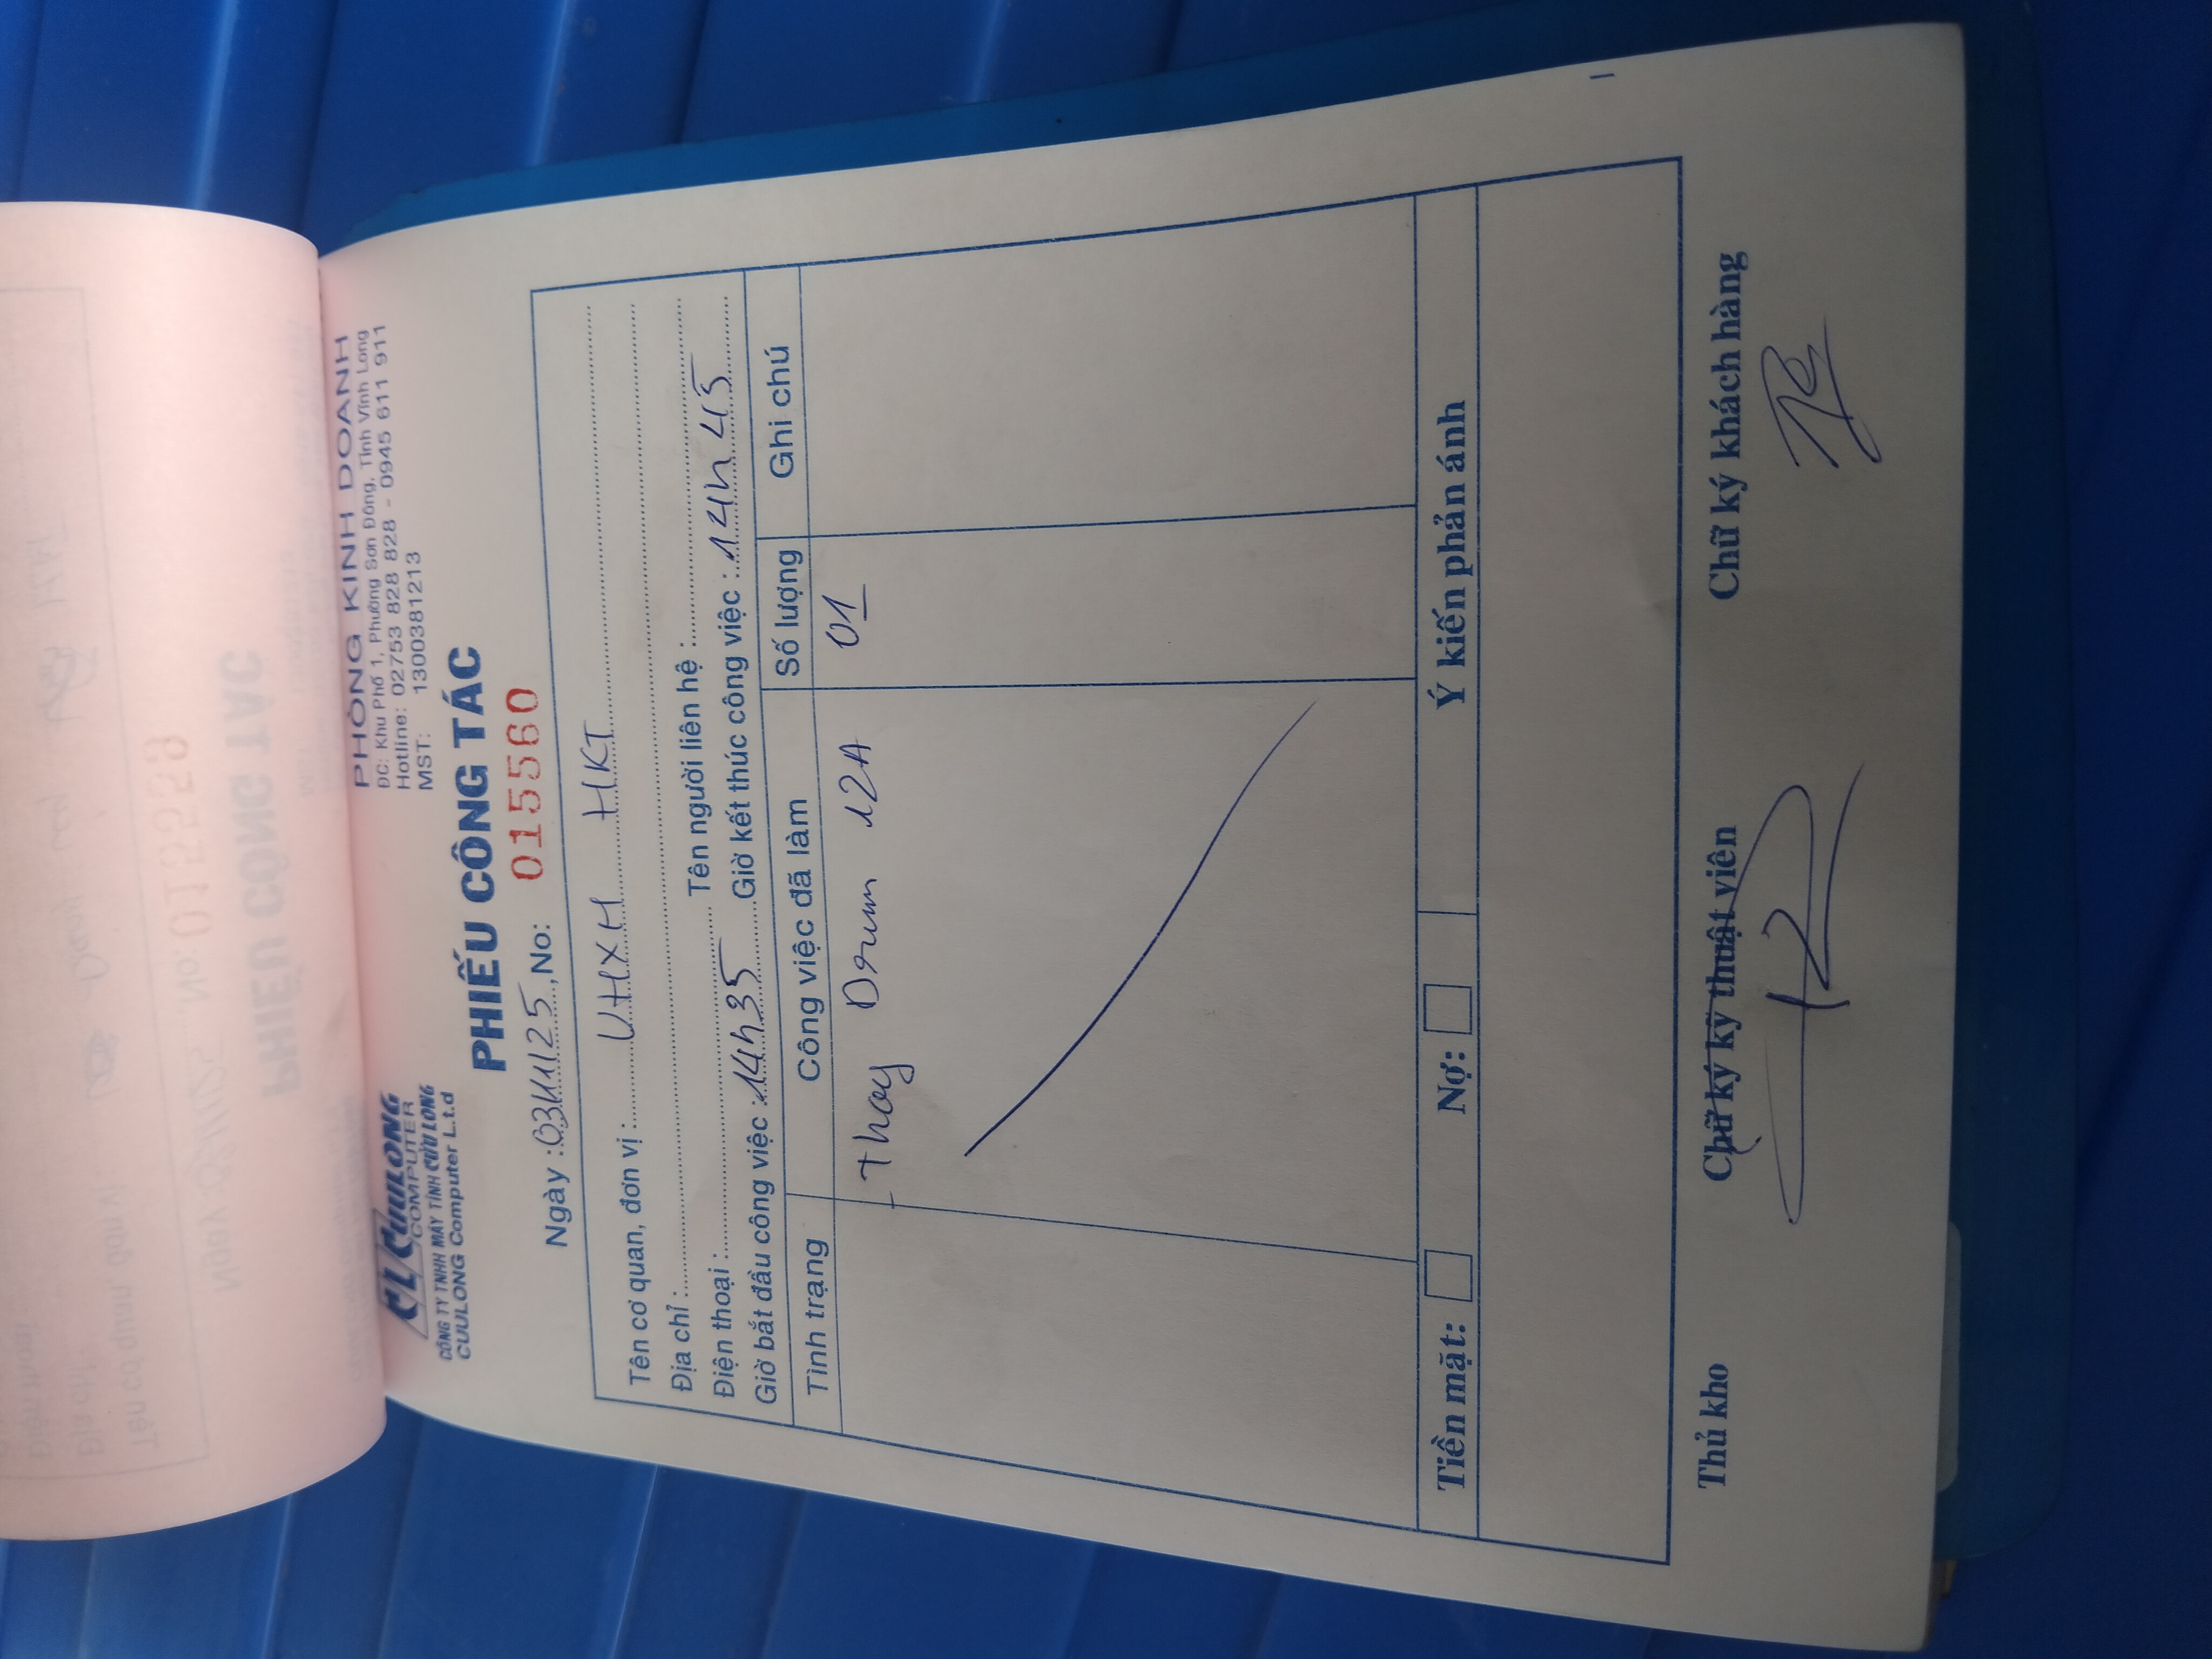 CL CUULONG
COMPUTER
CÔNG TY TNHH MÁY TÍNH CỬU LONG
CUULONG Computer L.t.d
PHÒNG KINH DOANH
ĐC: Khu Phố 1, Phường Sơn Đông, Tỉnh Vĩnh Long
Hotline: 02753 828 828 - 0945 611 911
MST: 1300381213
PHIẾU CÔNG TÁC
Ngày : 03/11/25 ,No: 015560
Tên cơ quan, đơn vị : VHXH HKT
Địa chỉ :
Điện thoại : Tên người liên hệ :
Giờ bắt đầu công việc : 14h35 Giờ kết thúc công việc : 14h45
Tình trạng Công việc đã làm Số lượng Ghi chú
- Thay Drum 12A 01
Tiền mặt: Nợ: Ý kiến phản ánh
Thủ kho Chữ ký kỹ thuật viên Chữ ký khách hàng